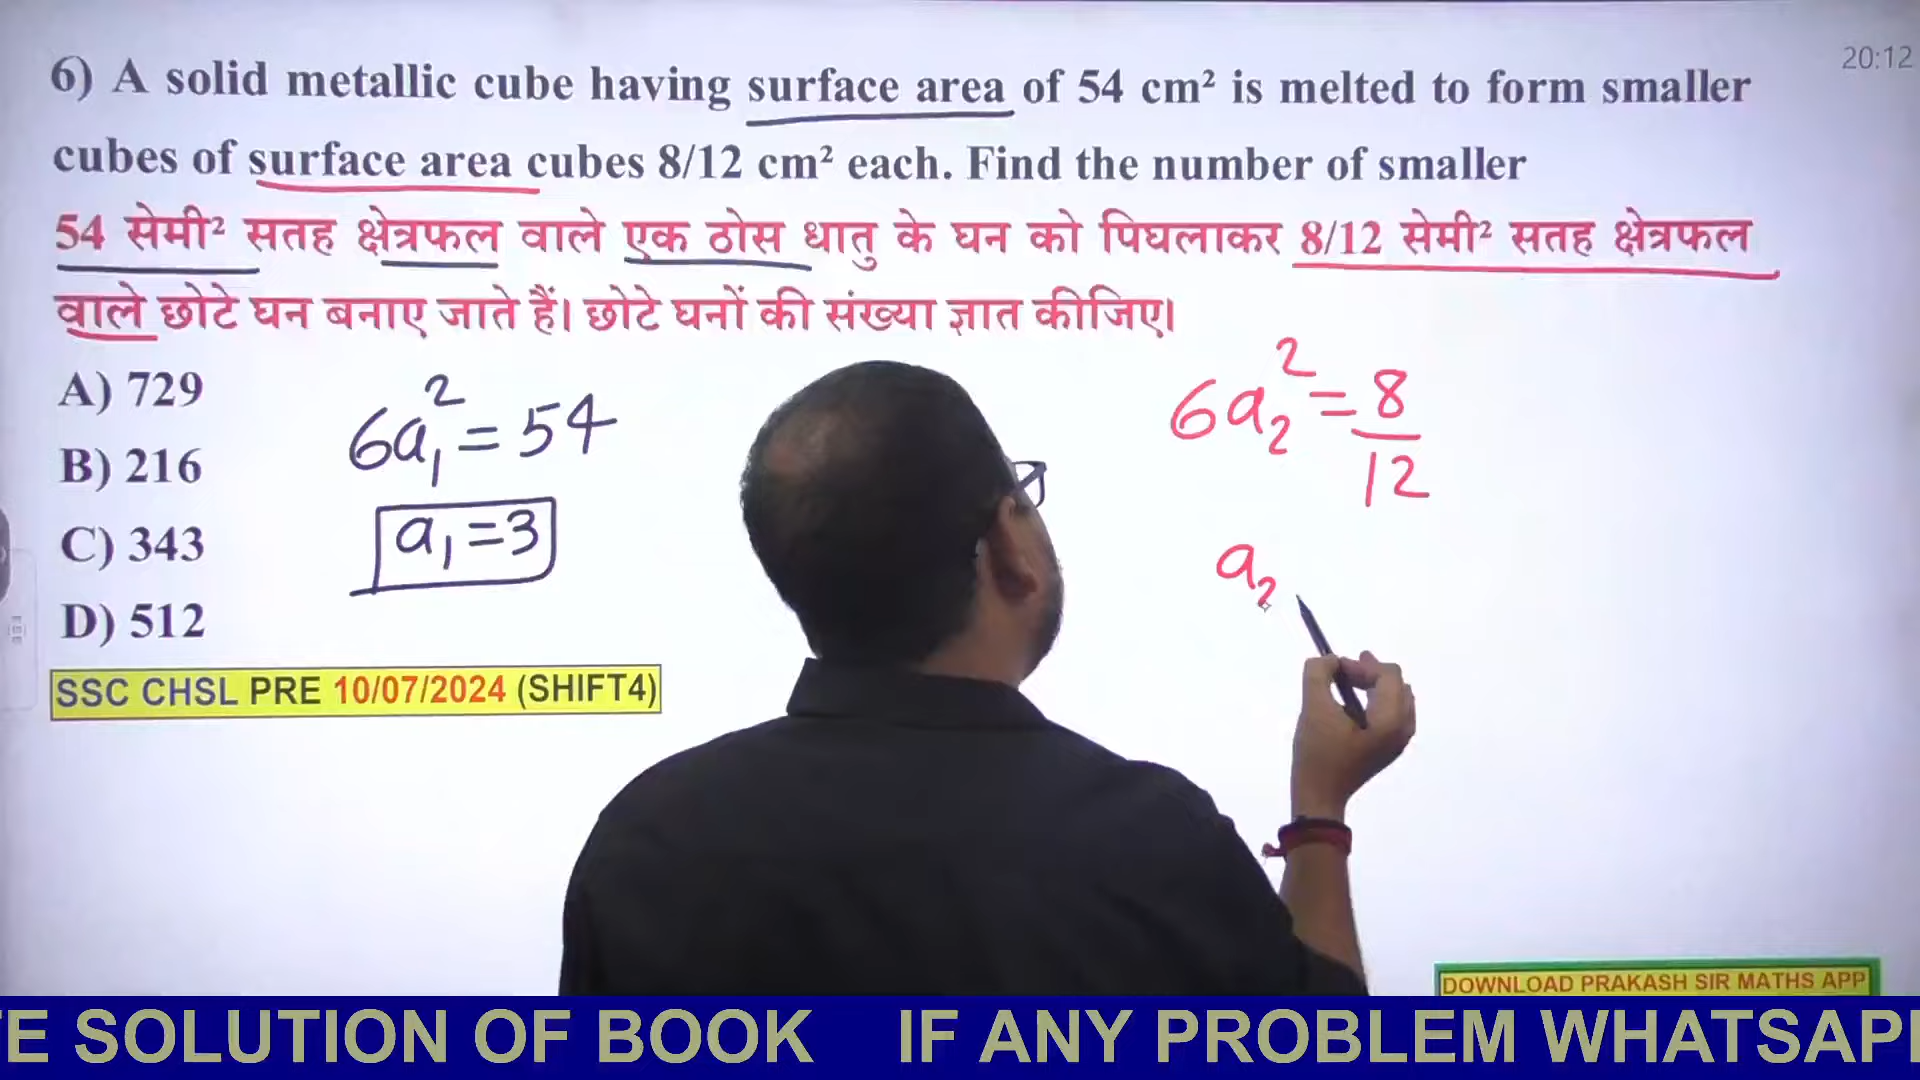 20:12
6) A solid metallic cube having surface area of 54 cm² is melted to form smaller
cubes of surface area cubes 8/12 cm² each. Find the number of smaller
54 सेमी² सतह क्षेत्रफल वाले एक ठोस धातु के घन को पिघलाकर 8/12 सेमी² सतह क्षेत्रफल
वाले छोटे घन बनाए जाते हैं। छोटे घनों की संख्या ज्ञात कीजिए।
A) 729
B) 216
C) 343
D) 512
6a₁² = 54
a₁ = 3
6a₂² = 8/12
a₂
SSC CHSL PRE 10/07/2024 (SHIFT4)
DOWNLOAD PRAKASH SIR MATHS APP
SOLUTION OF BOOK IF ANY PROBLEM